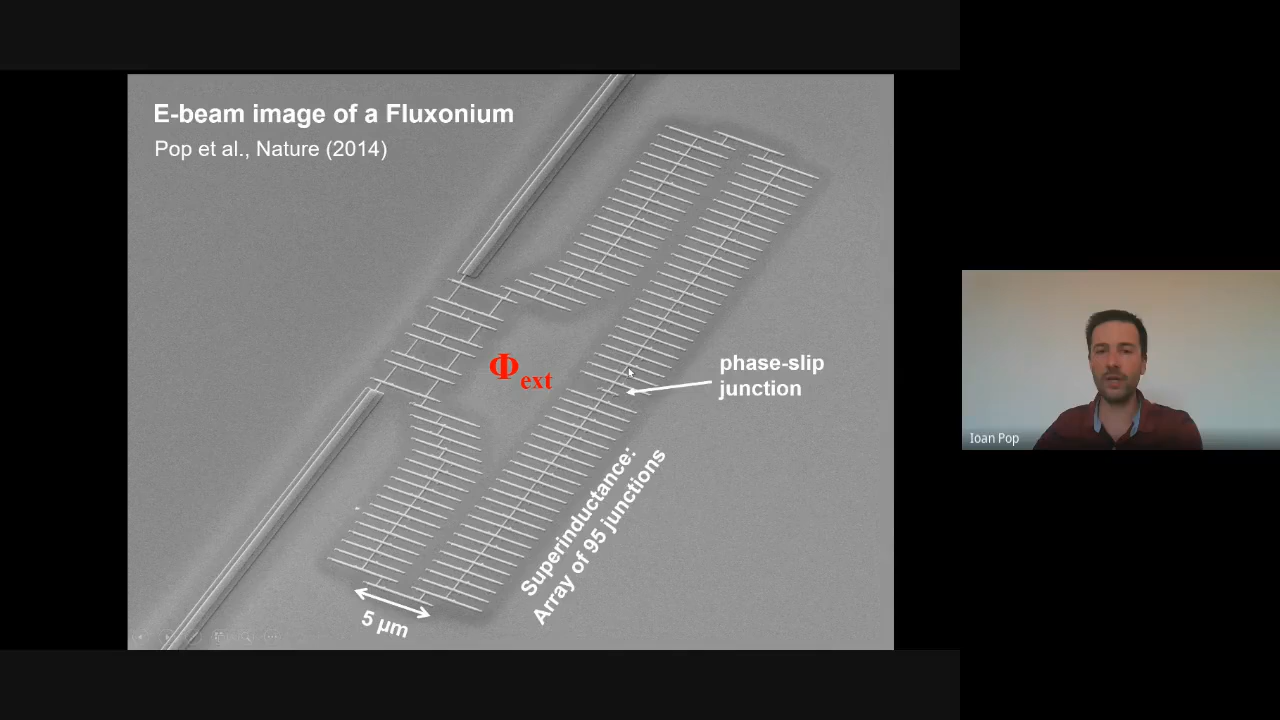 E-beam image of a Fluxonium
Pop et al., Nature (2014)
Φext
phase-slip
junction
Superinductance:
Array of 95 junctions
5 µm
Ioan Pop